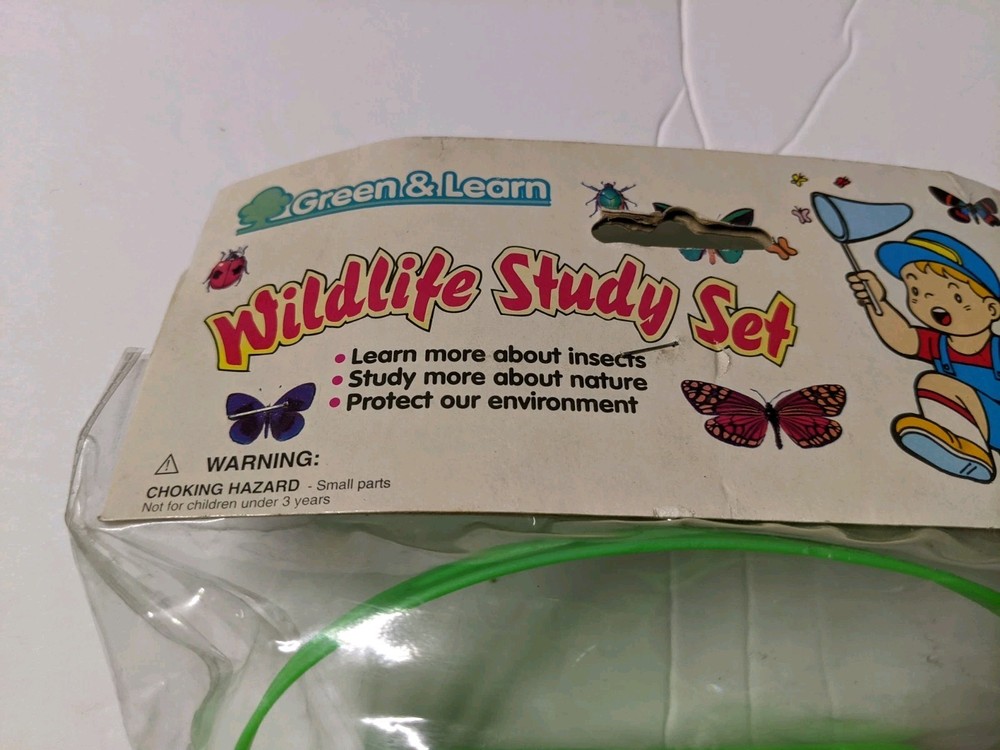 Green & Learn
Wildlife Study Set
• Learn more about insects
• Study more about nature
• Protect our environment
⚠ WARNING:
CHOKING HAZARD - Small parts
Not for children under 3 years